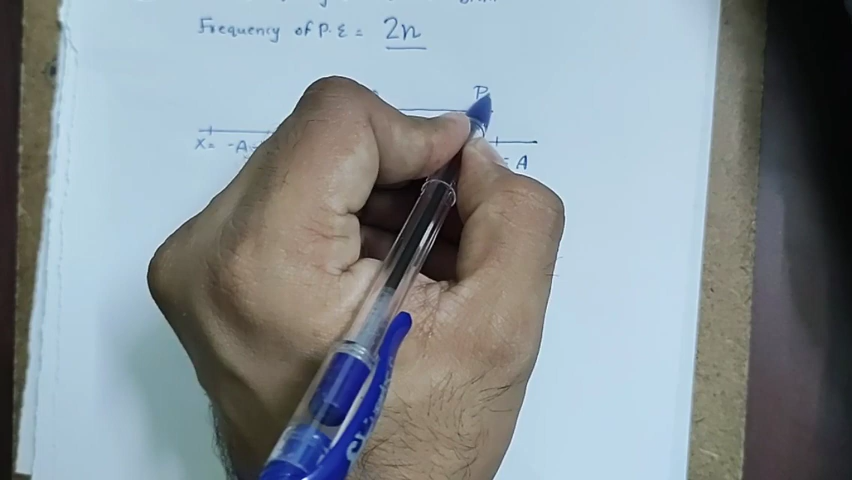 Frequency of P.E = 2n
P
X = -A = A